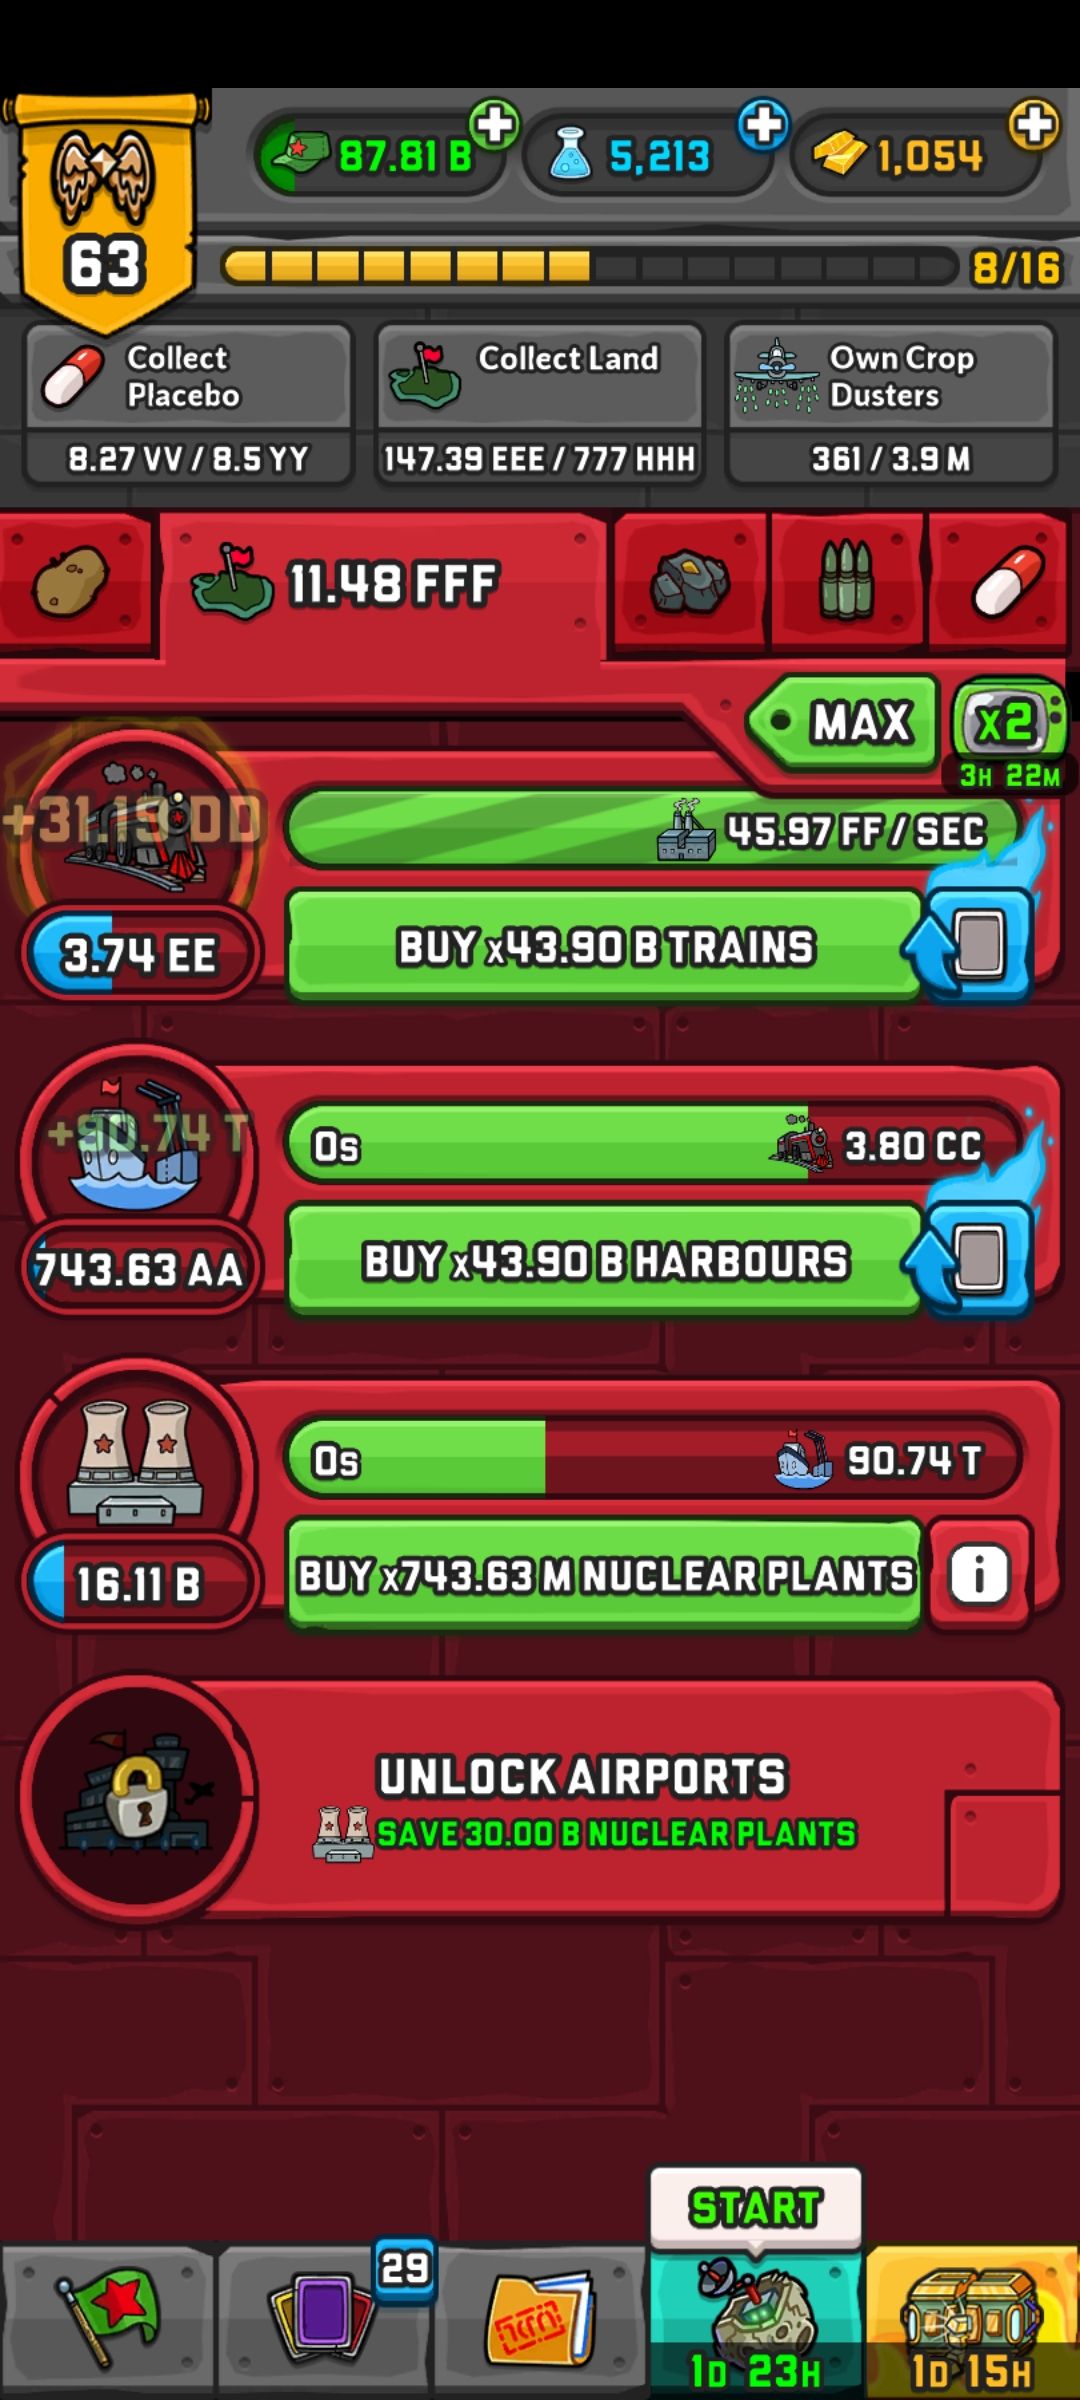 87.81 B
5,213
1,054
63
8/16
Collect
Placebo
8.27 VV / 8.5 YY
Collect Land
147.39 EEE / 777 HHH
Own Crop
Dusters
361 / 3.9 M
11.48 FFF
MAX
x2
3H 22M
+31.19 DD
45.97 FF / SEC
3.74 EE
BUY x43.90 B TRAINS
+90.74 T
0s
3.80 CC
743.63 AA
BUY x43.90 B HARBOURS
0s
90.74 T
16.11 B
BUY x743.63 M NUCLEAR PLANTS
i
UNLOCK AIRPORTS
SAVE 30.00 B NUCLEAR PLANTS
START
29
1D 23H
1D 15H